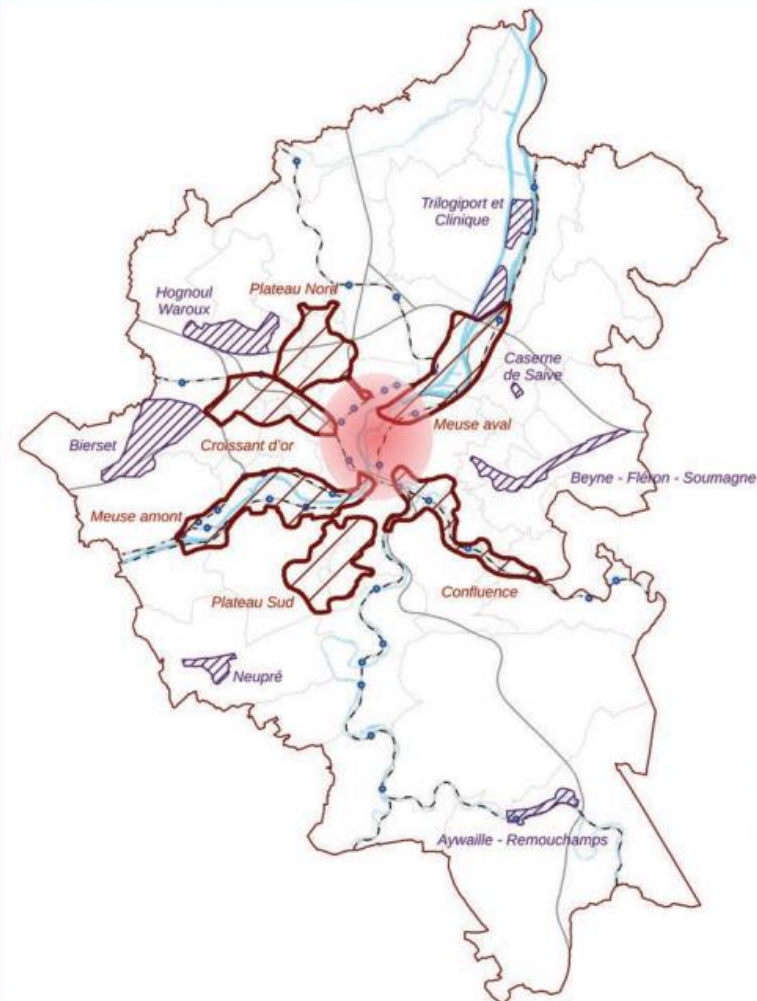 Trilogiport et
Clinique
Hognoul
Waroux
Plateau Nord
Caserne
de Saive
Meuse aval
Bierset
Croissant d'or
Beyne - Fléron - Soumagne
Meuse amont
Plateau Sud
Confluence
Neupré
Aywaille - Remouchamps